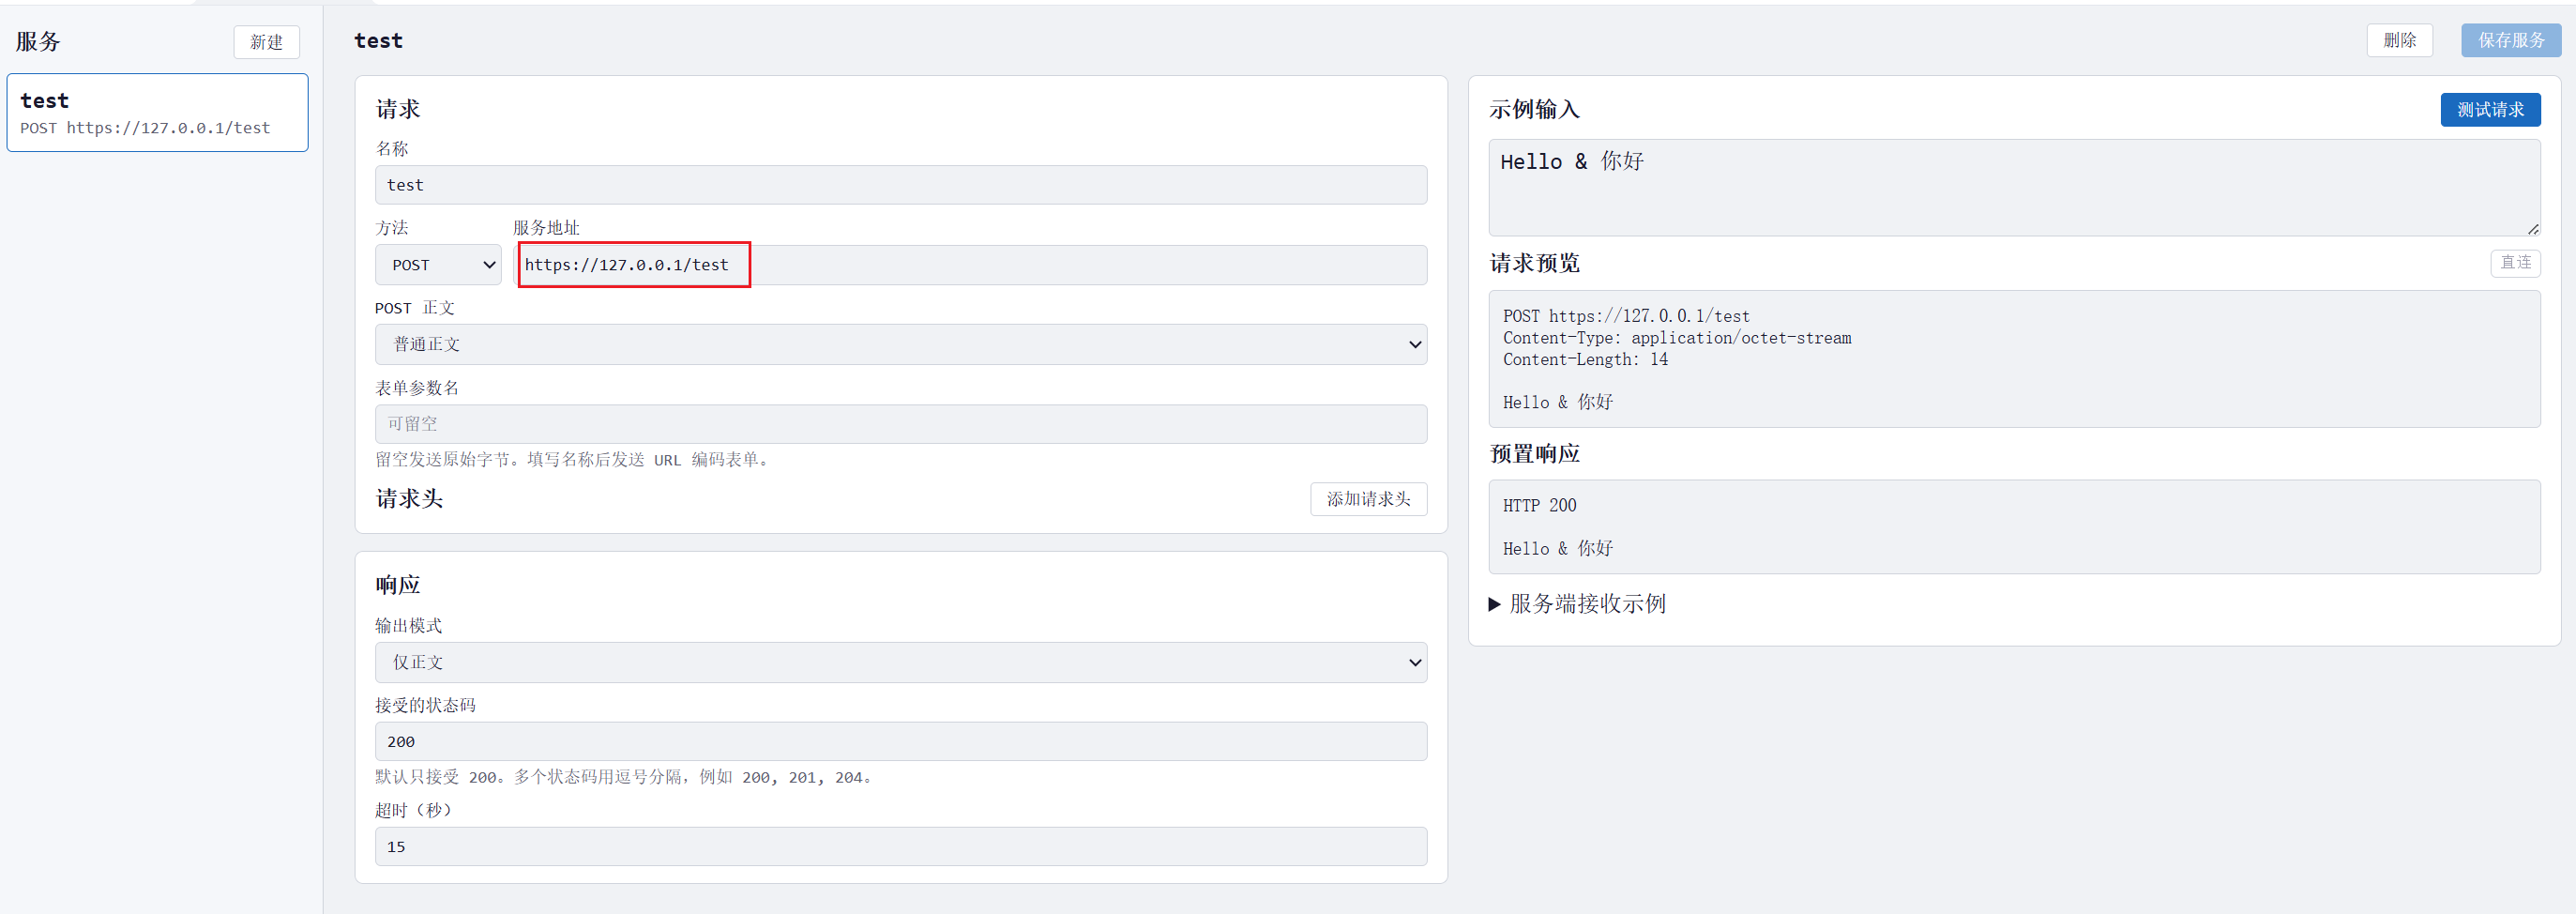 服务
新建
test
POST https://127.0.0.1/test
test
删除
保存服务
请求
名称
test
方法
服务地址
POST
https://127.0.0.1/test
POST 正文
普通正文
表单参数名
可留空
留空发送原始字节。填写名称后发送 URL 编码表单。
请求头
添加请求头
响应
输出模式
仅正文
接受的状态码
200
默认只接受 200。多个状态码用逗号分隔，例如 200, 201, 204。
超时（秒）
15
示例输入
测试请求
Hello & 你好
请求预览
直连
POST https://127.0.0.1/test
Content-Type: application/octet-stream
Content-Length: 14
Hello & 你好
预置响应
HTTP 200
Hello & 你好
服务端接收示例